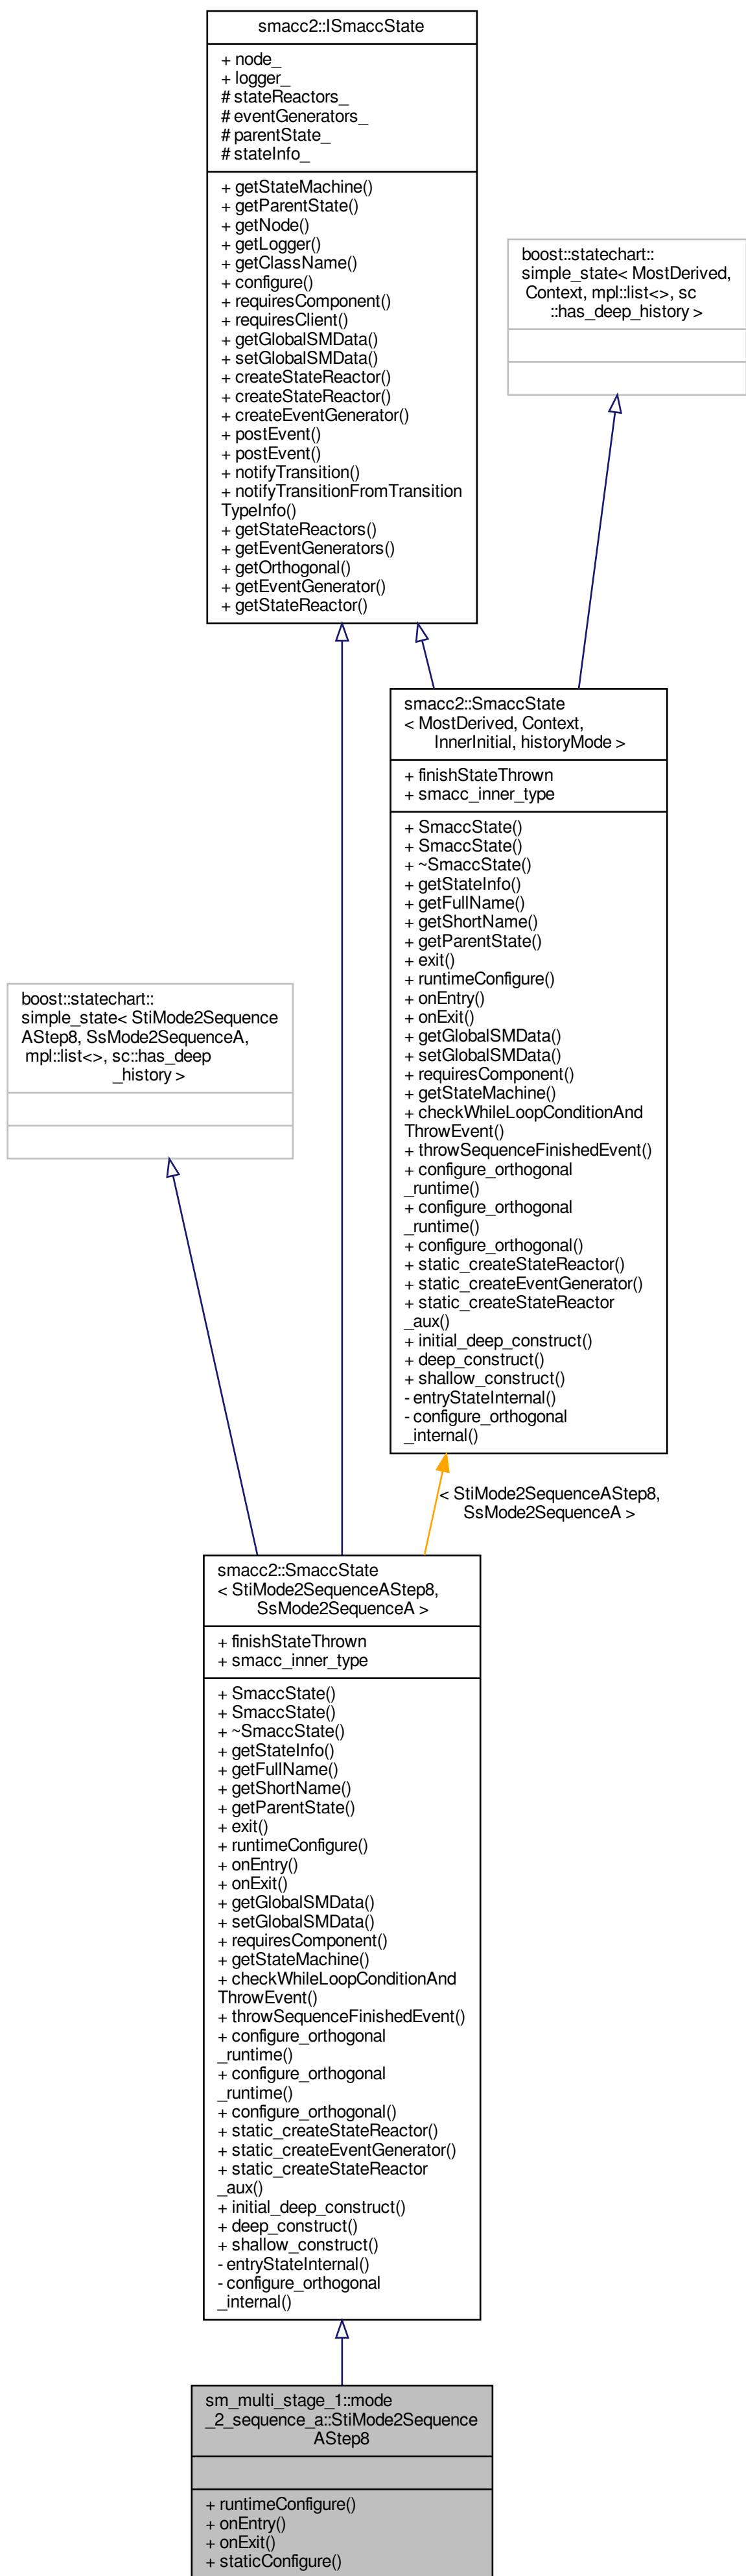 smacc2::ISmaccState
+ node_
+ logger_
# stateReactors_
# eventGenerators_
# parentState_
# stateInfo_
+ getStateMachine()
+ getParentState()
+ getNode()
+ getLogger()
+ getClassName()
+ configure()
+ requiresComponent()
+ requiresClient()
+ getGlobalSMData()
+ setGlobalSMData()
+ createStateReactor()
+ createStateReactor()
+ createEventGenerator()
+ postEvent()
+ postEvent()
+ notifyTransition()
+ notifyTransitionFromTransition
TypeInfo()
+ getStateReactors()
+ getEventGenerators()
+ getOrthogonal()
+ getEventGenerator()
+ getStateReactor()
boost::statechart::
simple_state< MostDerived,
Context, mpl::list<>, sc
::has_deep_history >
smacc2::SmaccState
< MostDerived, Context,
InnerInitial, historyMode >
+ finishStateThrown
+ smacc_inner_type
+ SmaccState()
+ SmaccState()
+ ~SmaccState()
+ getStateInfo()
+ getFullName()
+ getShortName()
+ getParentState()
+ exit()
+ runtimeConfigure()
+ onEntry()
+ onExit()
+ getGlobalSMData()
+ setGlobalSMData()
+ requiresComponent()
+ getStateMachine()
+ checkWhileLoopConditionAnd
ThrowEvent()
+ throwSequenceFinishedEvent()
+ configure_orthogonal
_runtime()
+ configure_orthogonal
_runtime()
+ configure_orthogonal()
+ static_createStateReactor()
+ static_createEventGenerator()
+ static_createStateReactor
_aux()
+ initial_deep_construct()
+ deep_construct()
+ shallow_construct()
- entryStateInternal()
- configure_orthogonal
_internal()
boost::statechart::
simple_state< StiMode2Sequence
AStep8, SsMode2SequenceA,
mpl::list<>, sc::has_deep
_history >
< StiMode2SequenceAStep8,
SsMode2SequenceA >
smacc2::SmaccState
< StiMode2SequenceAStep8,
SsMode2SequenceA >
+ finishStateThrown
+ smacc_inner_type
+ SmaccState()
+ SmaccState()
+ ~SmaccState()
+ getStateInfo()
+ getFullName()
+ getShortName()
+ getParentState()
+ exit()
+ runtimeConfigure()
+ onEntry()
+ onExit()
+ getGlobalSMData()
+ setGlobalSMData()
+ requiresComponent()
+ getStateMachine()
+ checkWhileLoopConditionAnd
ThrowEvent()
+ throwSequenceFinishedEvent()
+ configure_orthogonal
_runtime()
+ configure_orthogonal
_runtime()
+ configure_orthogonal()
+ static_createStateReactor()
+ static_createEventGenerator()
+ static_createStateReactor
_aux()
+ initial_deep_construct()
+ deep_construct()
+ shallow_construct()
- entryStateInternal()
- configure_orthogonal
_internal()
sm_multi_stage_1::mode
_2_sequence_a::StiMode2Sequence
AStep8
+ runtimeConfigure()
+ onEntry()
+ onExit()
+ staticConfigure()